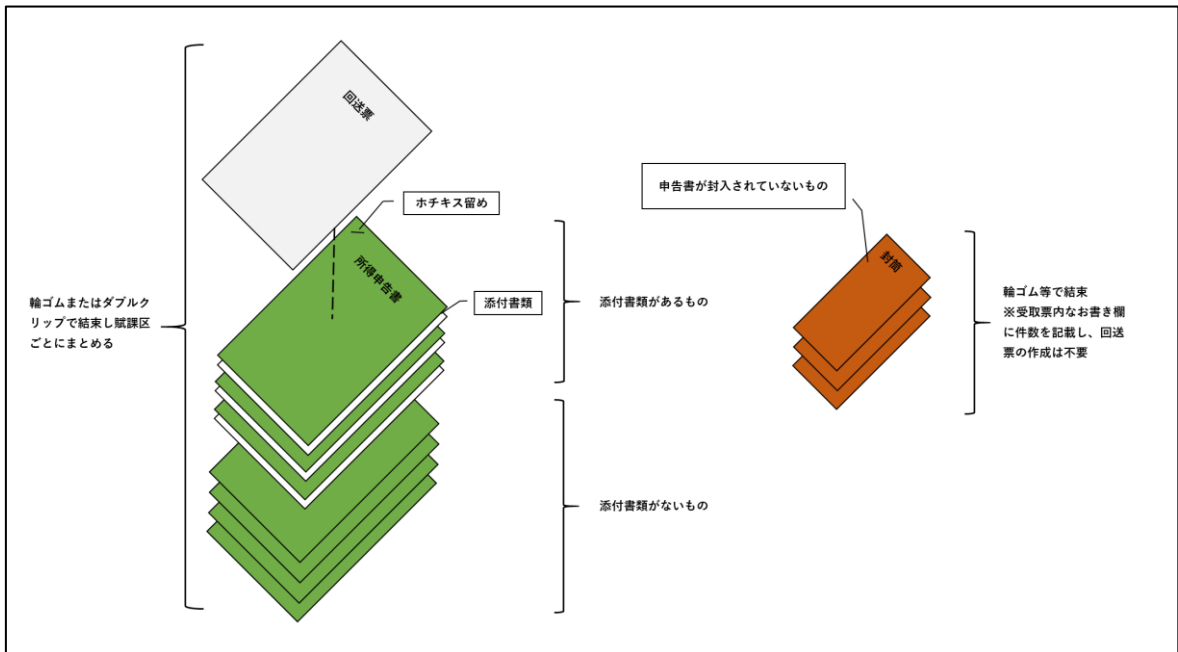 回送票
ホチキス留め
所得申告書
添付書類
輪ゴムまたはダブルク
リップで結束し賦課区
ごとにまとめる
添付書類があるもの
添付書類がないもの
申告書が封入されていないもの
封筒
輪ゴム等で結束
※受取票内なお書き欄
に件数を記載し、回送
票の作成は不要